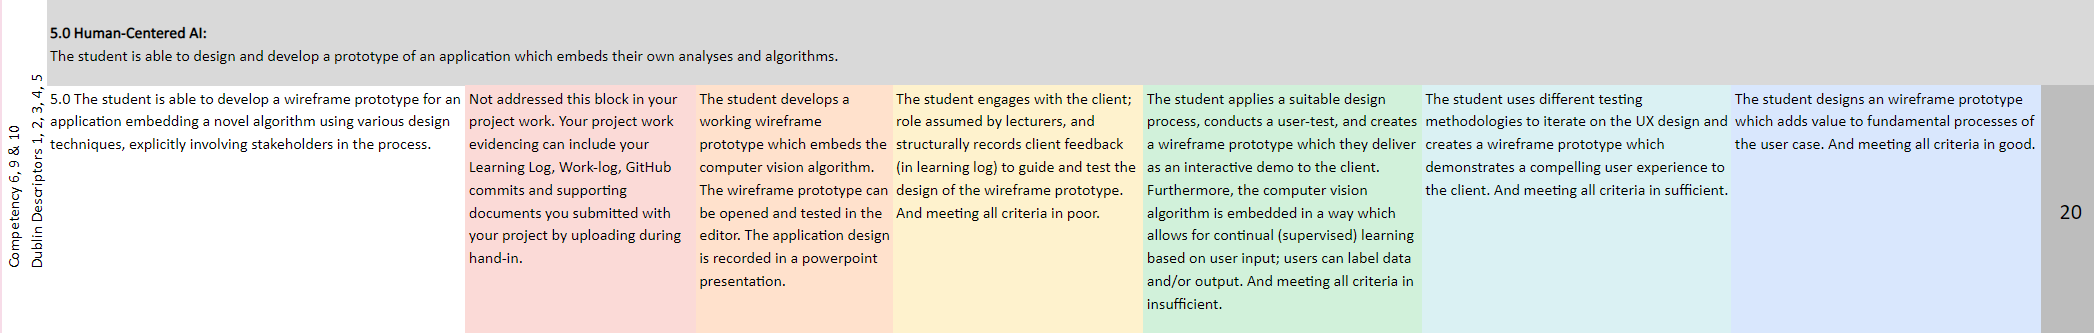 5.0 Human-Centered AI:
The student is able to design and develop a prototype of an application which embeds their own analyses and algorithms.
Competency 6, 9 & 10
Dublin Descriptors 1, 2, 3, 4, 5
5.0 The student is able to develop a wireframe prototype for an
application embedding a novel algorithm using various design
techniques, explicitly involving stakeholders in the process.
Not addressed this block in your
project work. Your project work
evidencing can include your
Learning Log, Work-log, GitHub
commits and supporting
documents you submitted with
your project by uploading during
hand-in.
The student develops a
working wireframe
prototype which embeds the
computer vision algorithm.
The wireframe prototype can
be opened and tested in the
editor. The application design
is recorded in a powerpoint
presentation.
The student engages with the client;
role assumed by lecturers, and
structurally records client feedback
(in learning log) to guide and test the
design of the wireframe prototype.
And meeting all criteria in poor.
The student applies a suitable design
process, conducts a user-test, and creates
a wireframe prototype which they deliver
as an interactive demo to the client.
Furthermore, the computer vision
algorithm is embedded in a way which
allows for continual (supervised) learning
based on user input; users can label data
and/or output. And meeting all criteria in
insufficient.
The student uses different testing
methodologies to iterate on the UX design and
creates a wireframe prototype which
demonstrates a compelling user experience to
the client. And meeting all criteria in sufficient.
The student designs an wireframe prototype
which adds value to fundamental processes of
the user case. And meeting all criteria in good.
20